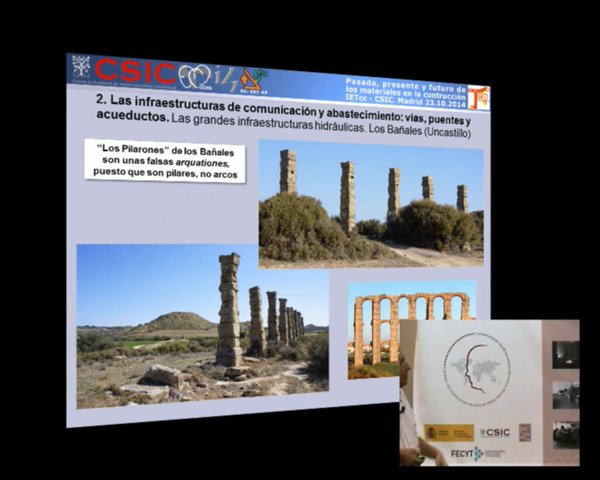 CSIC
CCHS
Pasado, presente y futuro de
los materiales en la contrucción
IETcc - CSIC. Madrid 23.10.2014
2. Las infraestructuras de comunicación y abastecimiento: vías, puentes y
acueductos. Las grandes infraestructuras hidráulicas. Los Bañales (Uncastillo)
“Los Pilarones” de los Bañales
son unas falsas arquationes,
puesto que son pilares, no arcos
CSIC
FECYT